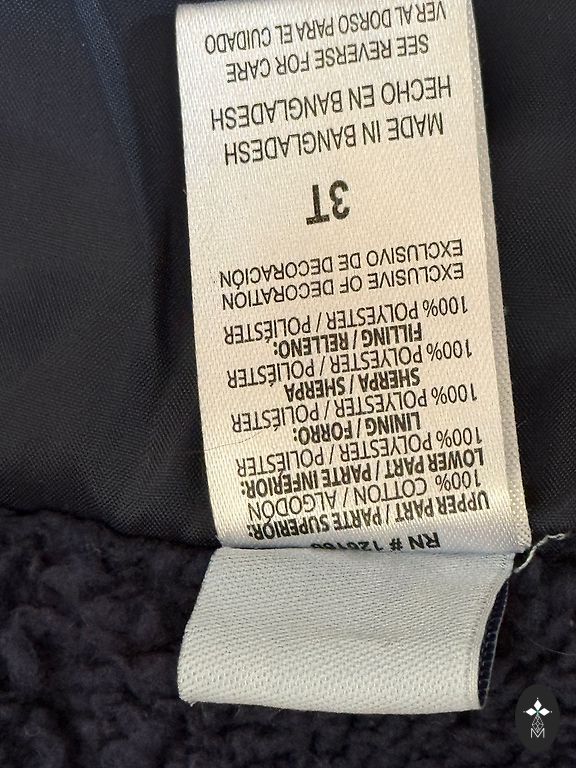 RN #
UPPER PART / PARTE SUPERIOR:
100% COTTON / ALGODÓN
LOWER PART / PARTE INFERIOR:
100% POLYESTER / POLIÉSTER
LINING / FORRO:
100% POLYESTER / POLIÉSTER
SHERPA / SHERPA
100% POLYESTER / POLIÉSTER
FILLING / RELLENO:
100% POLYESTER / POLIÉSTER
EXCLUSIVE OF DECORATION
EXCLUSIVO DE DECORACIÓN
3T
MADE IN BANGLADESH
HECHO EN BANGLADESH
SEE REVERSE FOR CARE
VER AL DORSO PARA EL CUIDADO